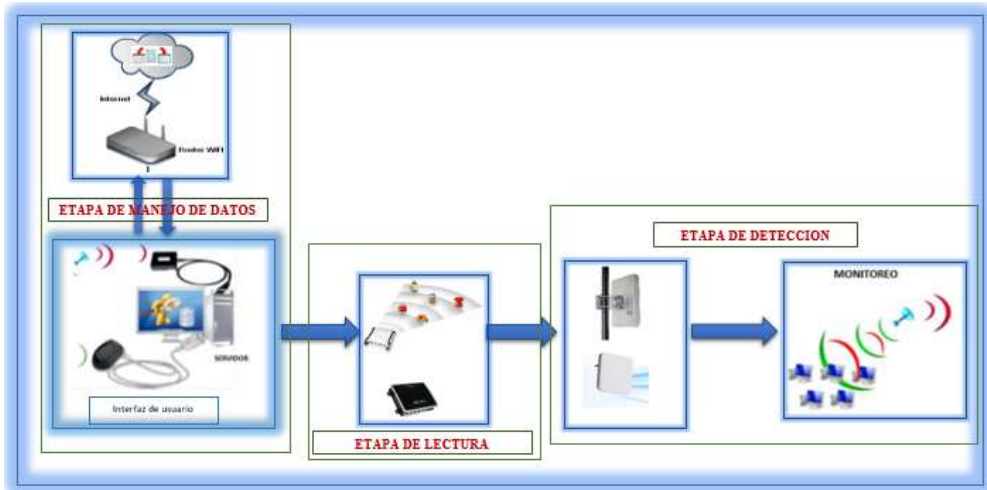 Internet
Router WIFI
ETAPA DE MANEJO DE DATOS
SERVIDOR
Interfaz de usuario
ETAPA DE LECTURA
ETAPA DE DETECCION
MONITOREO